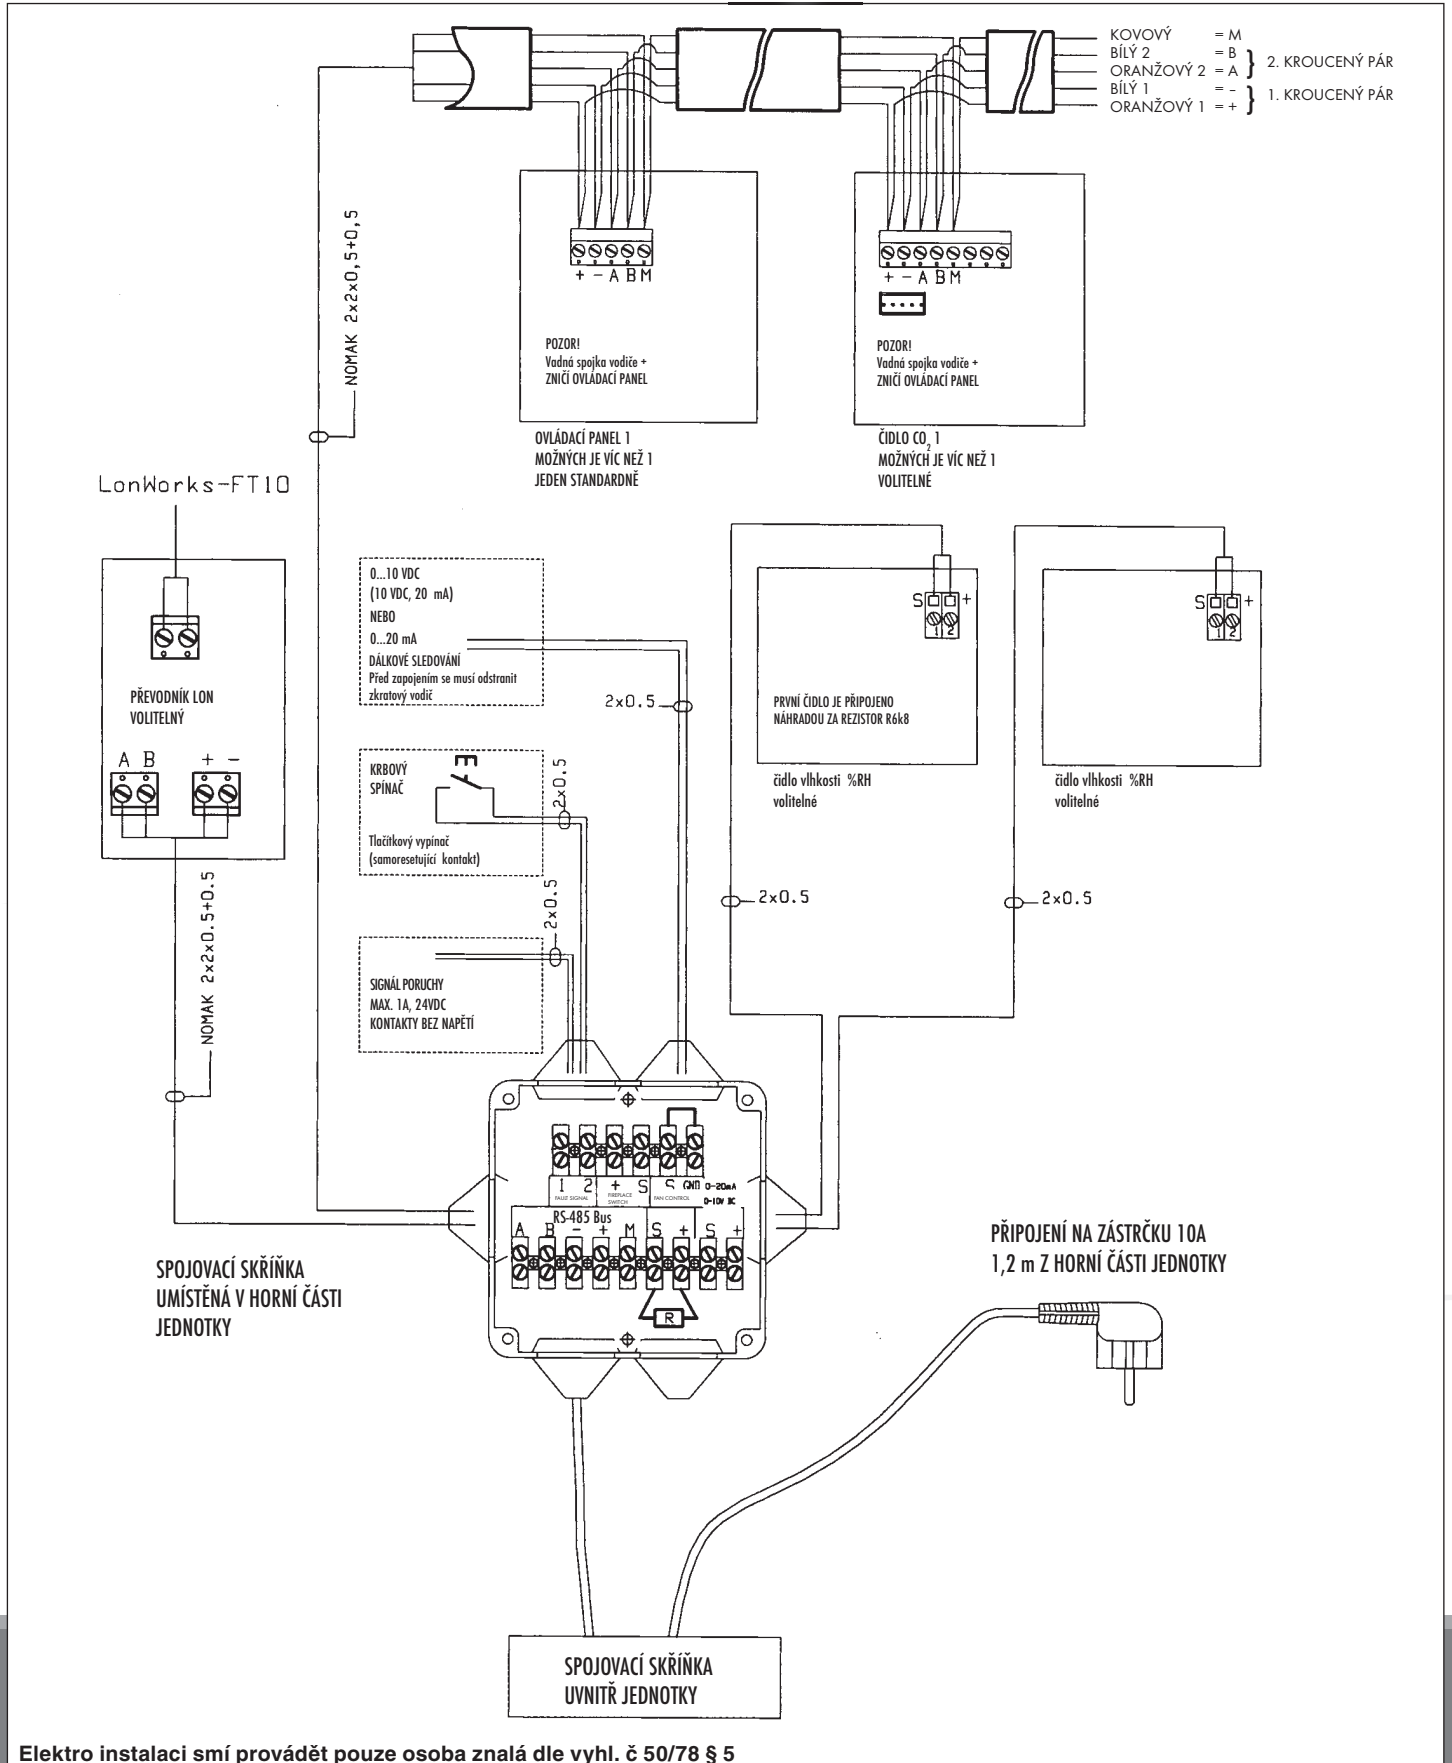 KOVOVÝ = M
BÍLÝ 2 = B
ORANŽOVÝ 2 = A
} 2. KROUCENÝ PÁR
BÍLÝ 1 = -
ORANŽOVÝ 1 = +
} 1. KROUCENÝ PÁR
NOMAK 2x2x0,5+0,5
+ - A B M
POZOR!
Vadná spojka vodiče +
ZNIČÍ OVLÁDACÍ PANEL
OVLÁDACÍ PANEL 1
MOŽNÝCH JE VÍC NEŽ 1
JEDEN STANDARDNĚ
+ - A B M
POZOR!
Vadná spojka vodiče +
ZNIČÍ OVLÁDACÍ PANEL
ČIDLO CO2 1
MOŽNÝCH JE VÍC NEŽ 1
VOLITELNÉ
LonWorks-FT10
PŘEVODNÍK LON
VOLITELNÝ
A B + -
NOMAK 2x2x0.5+0.5
0...10 VDC
(10 VDC, 20 mA)
NEBO
0...20 mA
DÁLKOVÉ SLEDOVÁNÍ
Před zapojením se musí odstranit
zkratový vodič
2x0.5
KRBOVÝ
SPÍNAČ
Tlačítkový vypínač
(samoresetující kontakt)
2x0.5
2x0.5
SIGNÁL PORUCHY
MAX. 1A, 24VDC
KONTAKTY BEZ NAPĚTÍ
S +
1 2
PRVNÍ ČIDLO JE PŘIPOJENO
NÁHRADOU ZA REZISTOR R6k8
čidlo vlhkosti %RH
volitelné
2x0.5
S +
1 2
čidlo vlhkosti %RH
volitelné
2x0.5
1 2 + S S GND 0-20mA
FAULT SIGNAL FIREPLACE SWITCH FAN CONTROL 0-10V DC
RS-485 Bus
A B - + M S + S +
R
SPOJOVACÍ SKŘÍŇKA
UMÍSTĚNÁ V HORNÍ ČÁSTI
JEDNOTKY
PŘIPOJENÍ NA ZÁSTRČKU 10A
1,2 m Z HORNÍ ČÁSTI JEDNOTKY
SPOJOVACÍ SKŘÍŇKA
UVNITŘ JEDNOTKY
Elektro instalaci smí provádět pouze osoba znalá dle vyhl. č 50/78 § 5